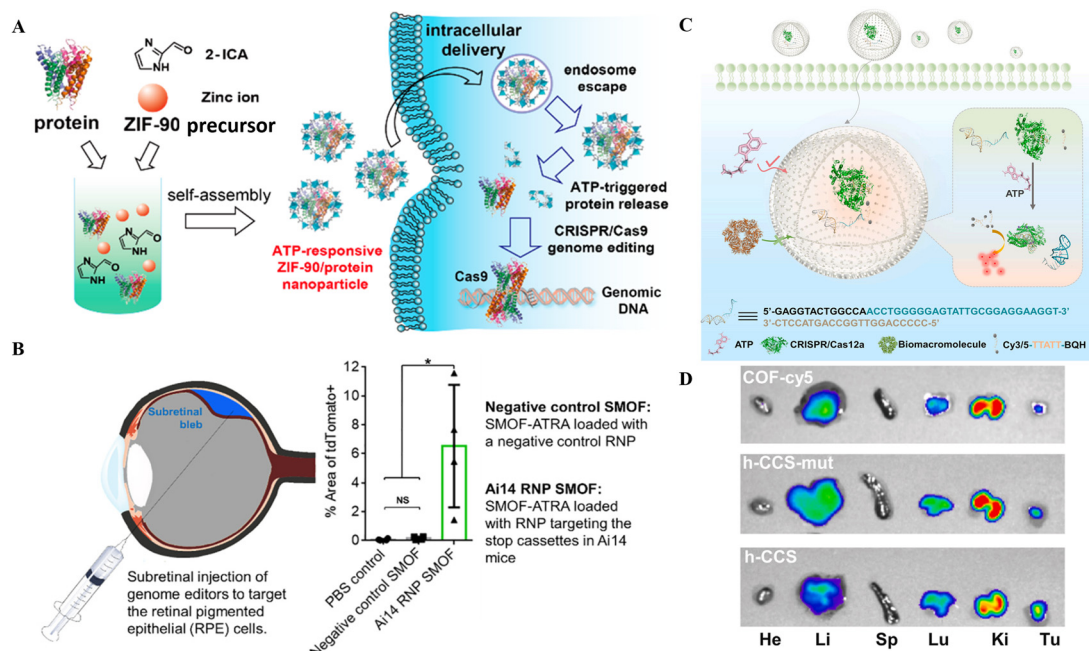 A
protein
2-ICA
Zinc ion
ZIF-90 precursor
NH
N
O
self-assembly
N
NH
O
N
NH
O
ATP-responsive
ZIF-90/protein
nanoparticle
intracellular
delivery
endosome
escape
ATP-triggered
protein release
CRISPR/Cas9
genome editing
Cas9
Genomic
DNA
B
Subretinal
bleb
Subretinal injection of
genome editors to target
the retinal pigmented
epithelial (RPE) cells.
% Area of tdTomato+
12
10
8
6
4
2
0
*
NS
PBS control
Negative control SMOF
Ai14 RNP SMOF
Negative control SMOF:
SMOF-ATRA loaded with
a negative control RNP
Ai14 RNP SMOF:
SMOF-ATRA loaded
with RNP targeting the
stop cassettes in Ai14
mice
C
ATP
5'-GAGGTACTGGCCAACCTGGGGGAGTATTGCGGAGGAAGGT-3'
3'-CTCCATGACCGGTTGGACCCCC-5'
ATP
CRISPR/Cas12a
Biomacromolecule
Cy3/5-TTATT-BQH
D
COF-cy5
h-CCS-mut
h-CCS
He Li Sp Lu Ki Tu